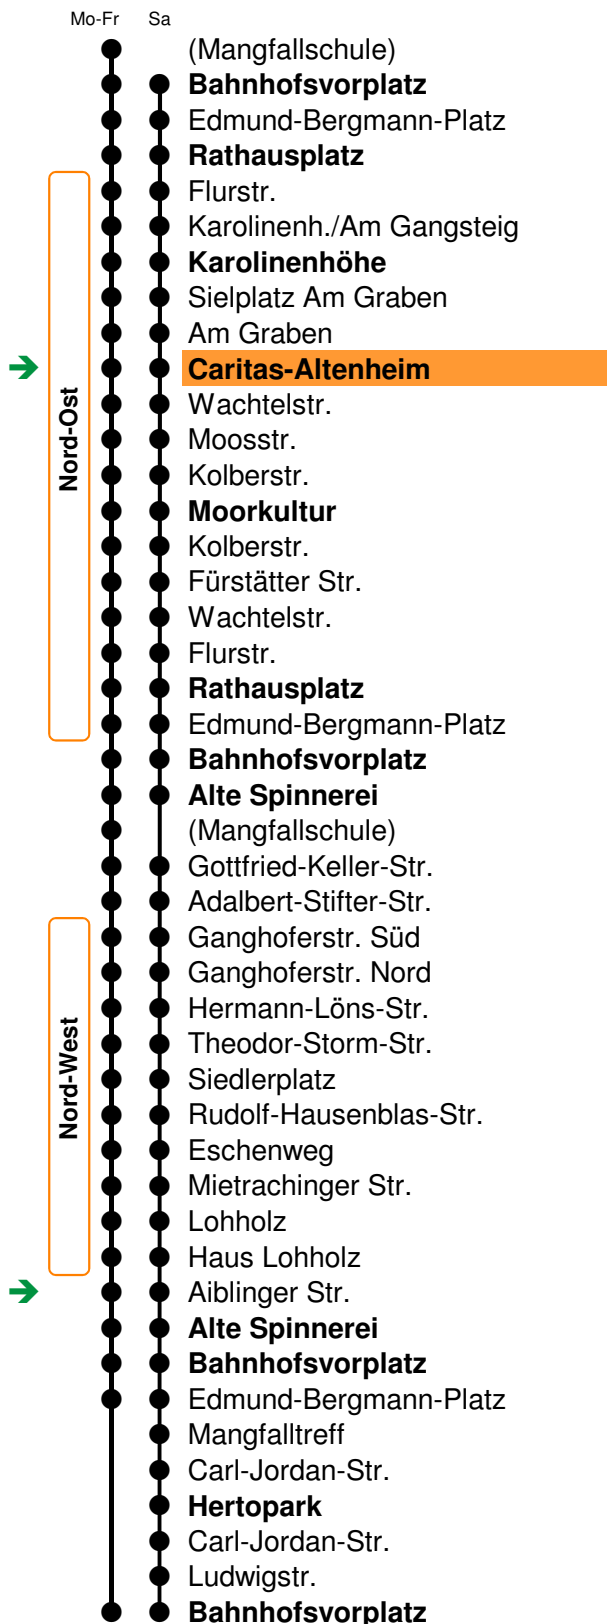 Mo-Fr Sa
(Mangfallschule)
Bahnhofsvorplatz
Edmund-Bergmann-Platz
Rathausplatz
Flurstr.
Karolinenh./Am Gangsteig
Karolinenhöhe
Sielplatz Am Graben
Am Graben
Caritas-Altenheim
Wachtelstr.
Nord-Ost
Moosstr.
Kolberstr.
Moorkultur
Kolberstr.
Fürstätter Str.
Wachtelstr.
Flurstr.
Rathausplatz
Edmund-Bergmann-Platz
Bahnhofsvorplatz
Alte Spinnerei
(Mangfallschule)
Gottfried-Keller-Str.
Adalbert-Stifter-Str.
Ganghoferstr. Süd
Ganghoferstr. Nord
Hermann-Löns-Str.
Theodor-Storm-Str.
Nord-West
Siedlerplatz
Rudolf-Hausenblas-Str.
Eschenweg
Mietrachinger Str.
Lohholz
Haus Lohholz
Aiblinger Str.
Alte Spinnerei
Bahnhofsvorplatz
Edmund-Bergmann-Platz
Mangfalltreff
Carl-Jordan-Str.
Hertopark
Carl-Jordan-Str.
Ludwigstr.
Bahnhofsvorplatz